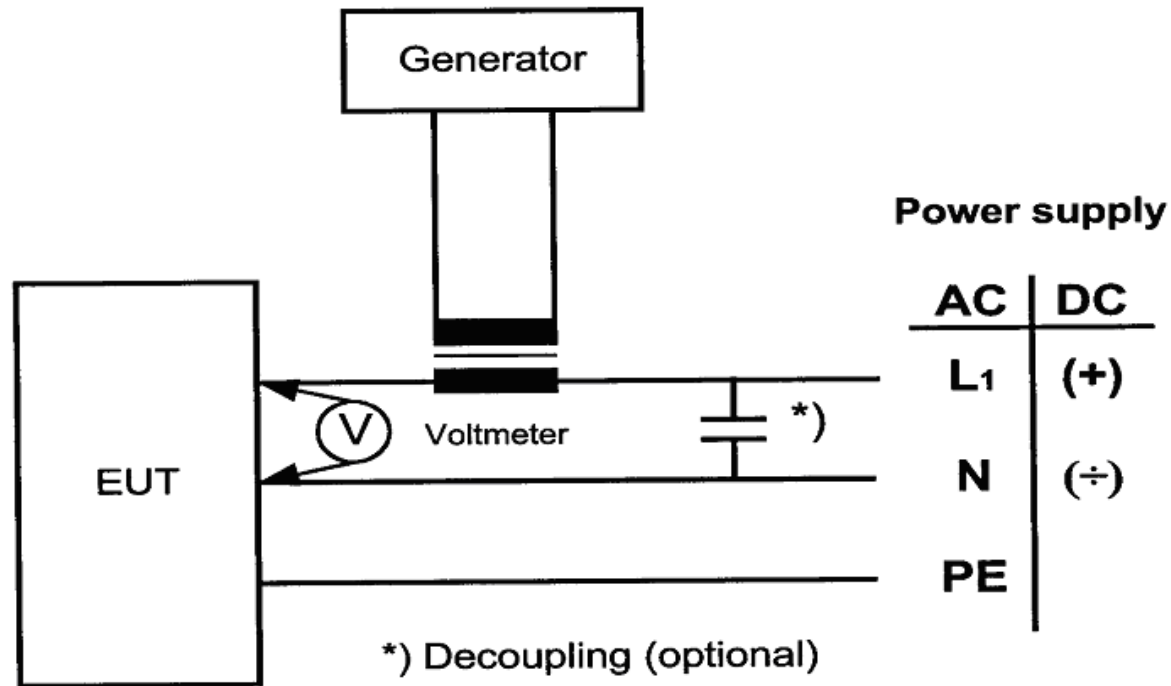 Generator
Power supply
AC DC
L1 (+)
V Voltmeter *)
EUT
N (÷)
PE
*) Decoupling (optional)